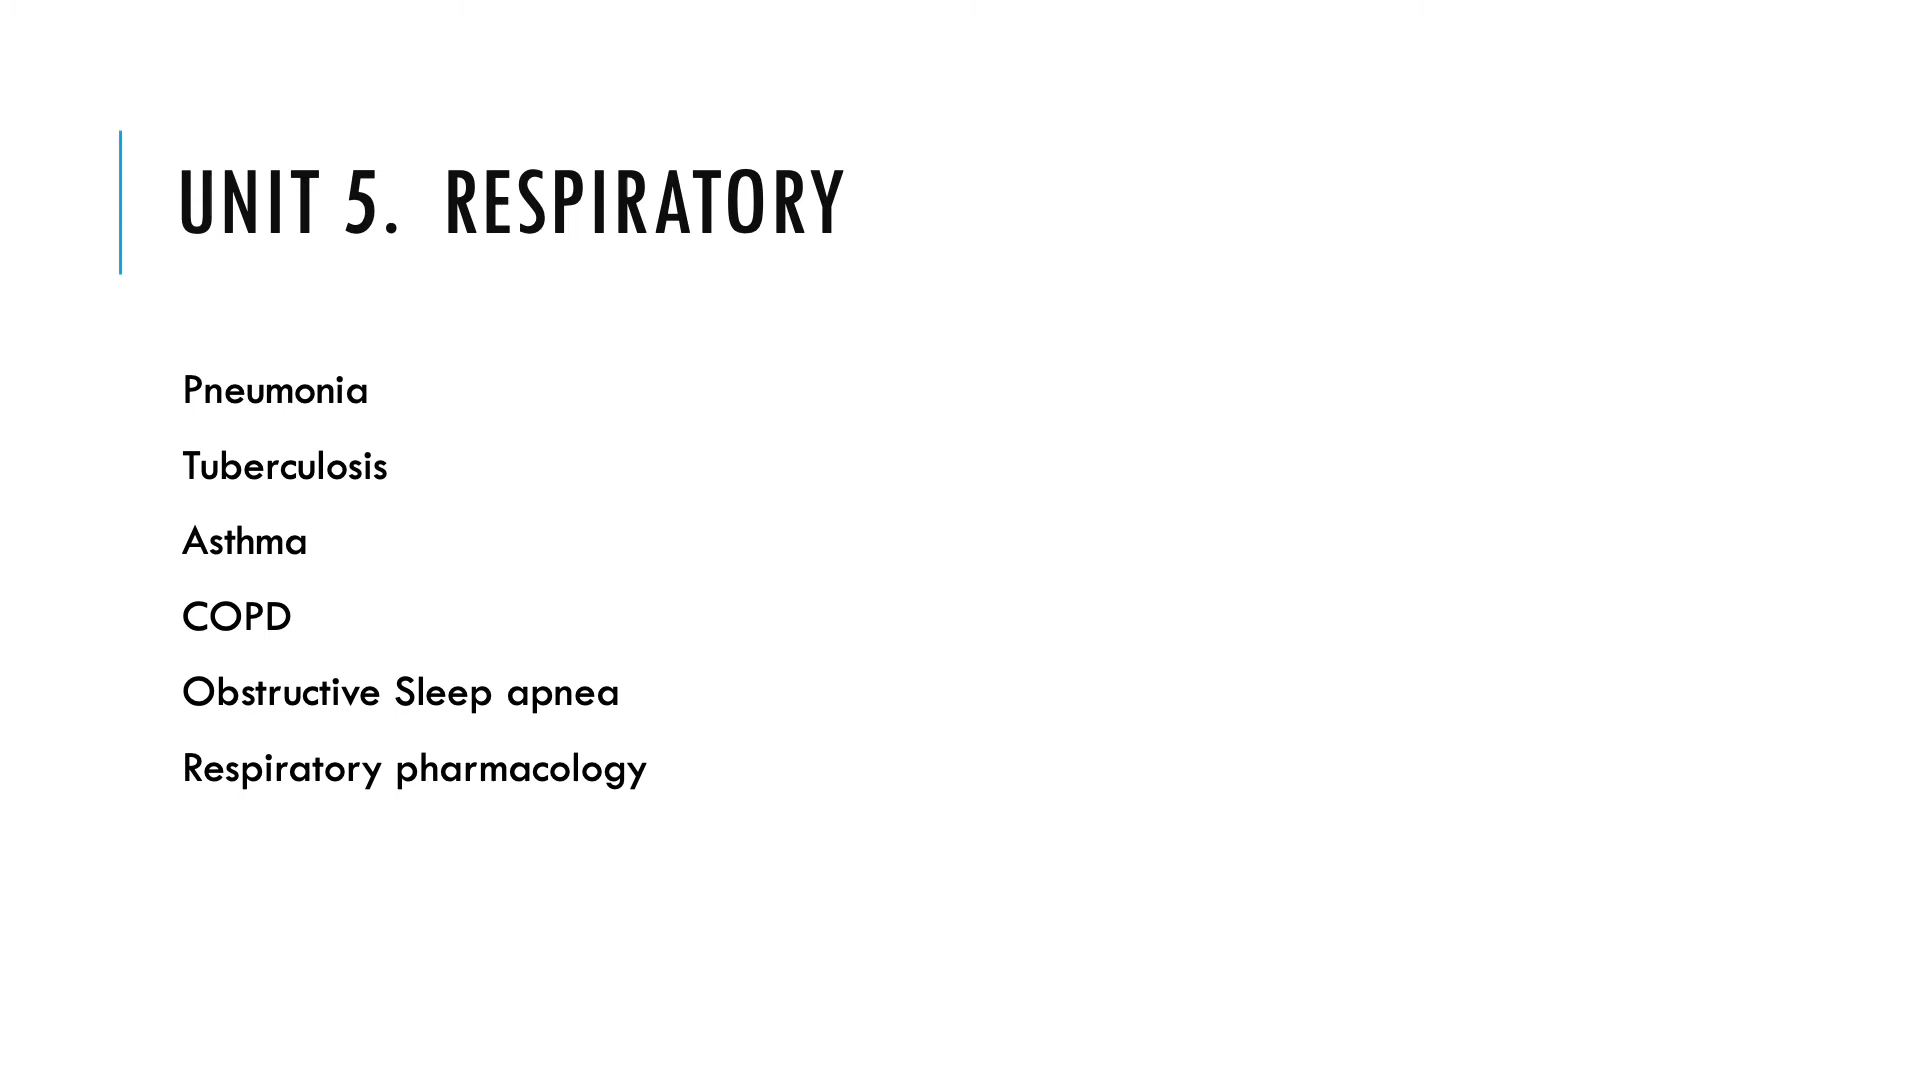 UNIT 5. RESPIRATORY
Pneumonia
Tuberculosis
Asthma
COPD
Obstructive Sleep apnea
Respiratory pharmacology